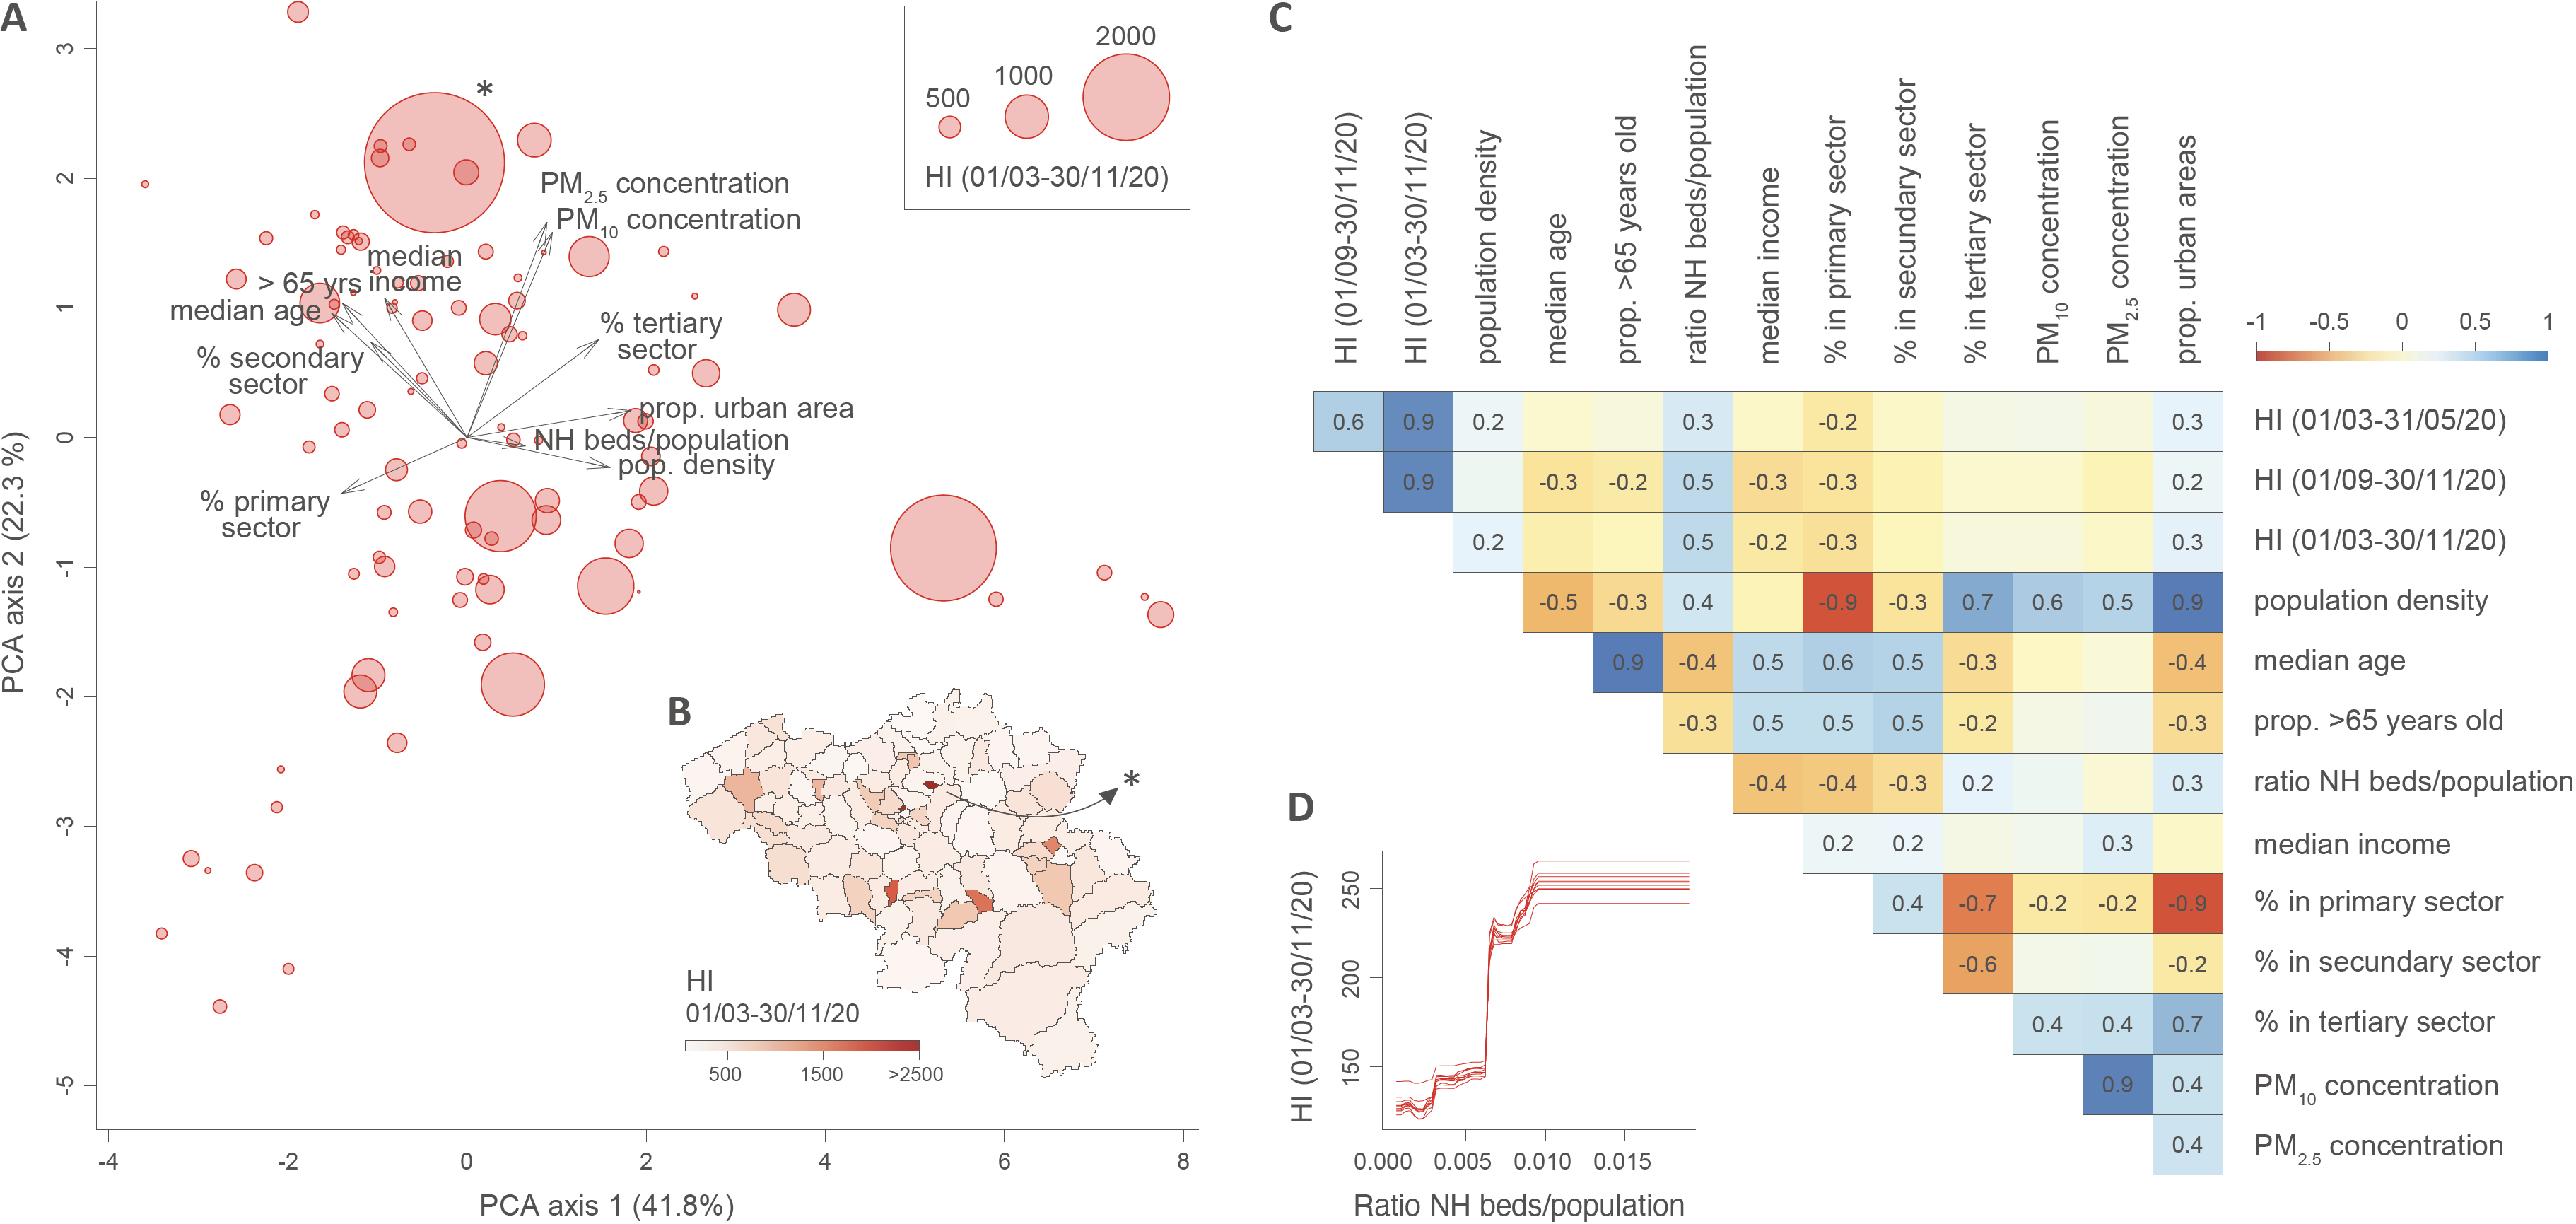 A
3
2
1
0
-1
-2
-3
-4
-5
PCA axis 2 (22.3 %)
-4
-2
0
2
4
6
8
PCA axis 1 (41.8%)
*
PM2.5 concentration
PM10 concentration
median
income
> 65 yrs
median age
% secondary
sector
% tertiary
sector
prop. urban area
NH beds/population
pop. density
% primary
sector
500
1000
2000
HI (01/03-30/11/20)
B
*
HI
01/03-30/11/20
500
1500
>2500
C
HI (01/09-30/11/20)
HI (01/03-30/11/20)
population density
median age
prop. >65 years old
ratio NH beds/population
median income
% in primary sector
% in secundary sector
% in tertiary sector
PM10 concentration
PM2.5 concentration
prop. urban areas
-1 -0.5 0 0.5 1
0.6 0.9 0.2 0.3 -0.2 0.3 HI (01/03-31/05/20)
0.9 -0.3 -0.2 0.5 -0.3 -0.3 0.2 HI (01/09-30/11/20)
0.2 0.5 -0.2 -0.3 0.3 HI (01/03-30/11/20)
-0.5 -0.3 0.4 -0.9 -0.3 0.7 0.6 0.5 0.9 population density
0.9 -0.4 0.5 0.6 0.5 -0.3 -0.4 median age
-0.3 0.5 0.5 0.5 -0.2 -0.3 prop. >65 years old
-0.4 -0.4 -0.3 0.2 0.3 ratio NH beds/population
0.2 0.2 0.3 median income
0.4 -0.7 -0.2 -0.2 -0.9 % in primary sector
-0.6 -0.2 % in secundary sector
0.4 0.4 0.7 % in tertiary sector
0.9 0.4 PM10 concentration
0.4 PM2.5 concentration
D
HI (01/03-30/11/20)
250
200
150
0.000 0.005 0.010 0.015
Ratio NH beds/population